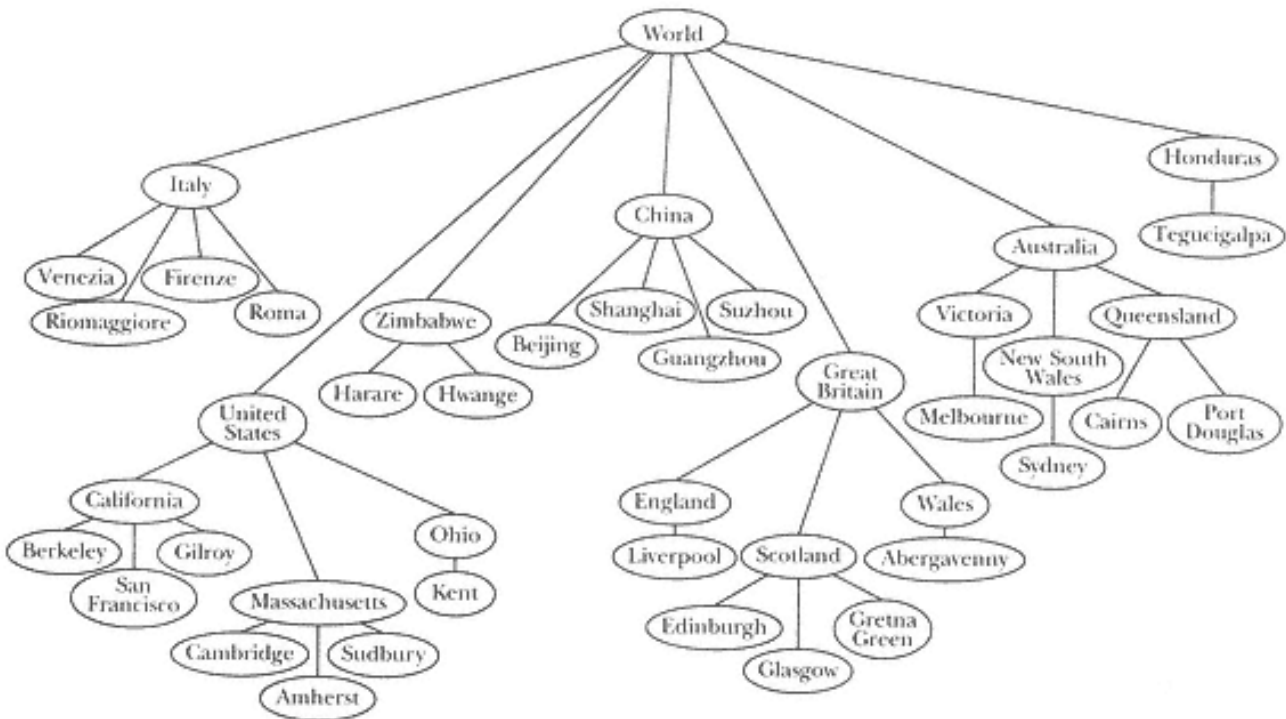 World
Honduras
Italy
China
Tegucigalpa
Australia
Venezia
Firenze
Shanghai
Suzhou
Riomaggiore
Roma
Zimbabwe
Victoria
Queensland
Beijing
Guangzhou
New South
Wales
Great
Britain
Harare
Hwange
United
States
Melbourne
Cairns
Port
Douglas
Sydney
California
England
Wales
Ohio
Berkeley
Gilroy
Liverpool
Scotland
Abergavenny
San
Francisco
Kent
Massachusetts
Edinburgh
Gretna
Green
Cambridge
Sudbury
Glasgow
Amherst